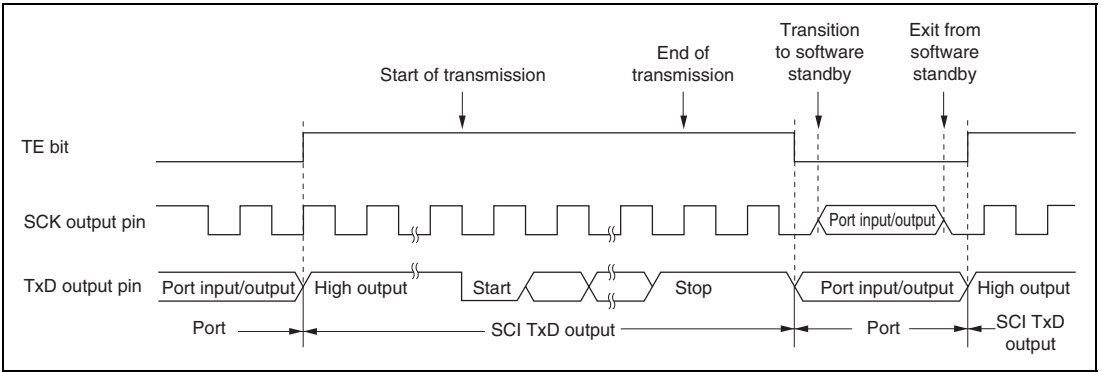 Transition
to software
standby
Exit from
software
standby
End of
transmission
Start of transmission
TE bit
SCK output pin
Port input/output
TxD output pin
Port input/output
High output
Start
Stop
Port input/output
High output
Port
SCI TxD output
Port
SCI TxD
output